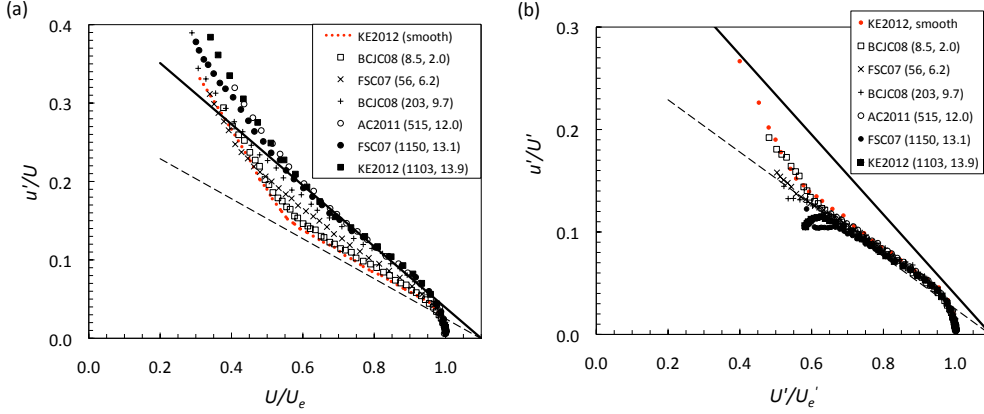 (a)
0.4
0.3
0.2
0.1
0.0
u'/U
0.0
0.2
0.4
0.6
0.8
1.0
U/Ue
KE2012 (smooth)
BCJC08 (8.5, 2.0)
FSC07 (56, 6.2)
BCJC08 (203, 9.7)
AC2011 (515, 12.0)
FSC07 (1150, 13.1)
KE2012 (1103, 13.9)
(b)
0.3
0.2
0.1
0.0
u'/U'
0.0
0.2
0.4
0.6
0.8
1.0
U'/Ue'
KE2012, smooth
BCJC08 (8.5, 2.0)
FSC07 (56, 6.2)
BCJC08 (203, 9.7)
AC2011 (515, 12.0)
FSC07 (1150, 13.1)
KE2012 (1103, 13.9)